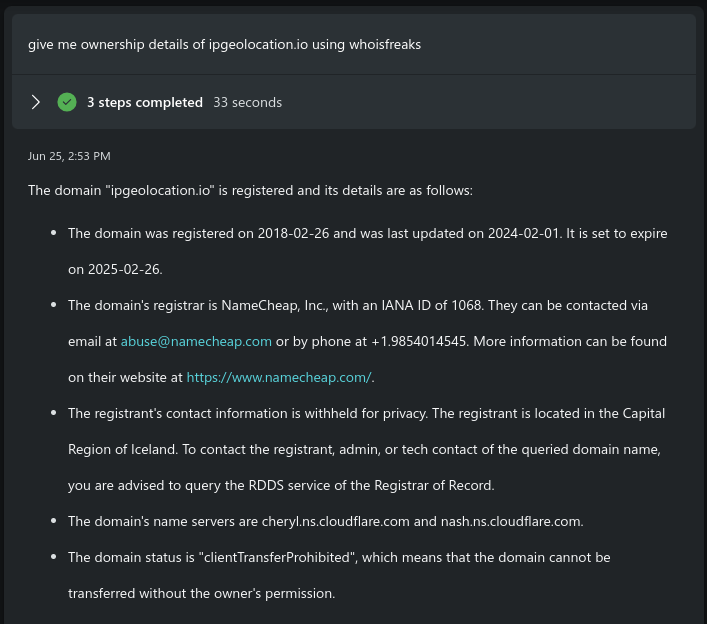 give me ownership details of ipgeolocation.io using whoisfreaks
3 steps completed 33 seconds
Jun 25, 2:53 PM
The domain "ipgeolocation.io" is registered and its details are as follows:
• The domain was registered on 2018-02-26 and was last updated on 2024-02-01. It is set to expire
on 2025-02-26.
• The domain's registrar is NameCheap, Inc., with an IANA ID of 1068. They can be contacted via
email at abuse@namecheap.com or by phone at +1.9854014545. More information can be found
on their website at https://www.namecheap.com/.
• The registrant's contact information is withheld for privacy. The registrant is located in the Capital
Region of Iceland. To contact the registrant, admin, or tech contact of the queried domain name,
you are advised to query the RDDS service of the Registrar of Record.
• The domain's name servers are cheryl.ns.cloudflare.com and nash.ns.cloudflare.com.
• The domain status is "clientTransferProhibited", which means that the domain cannot be
transferred without the owner's permission.